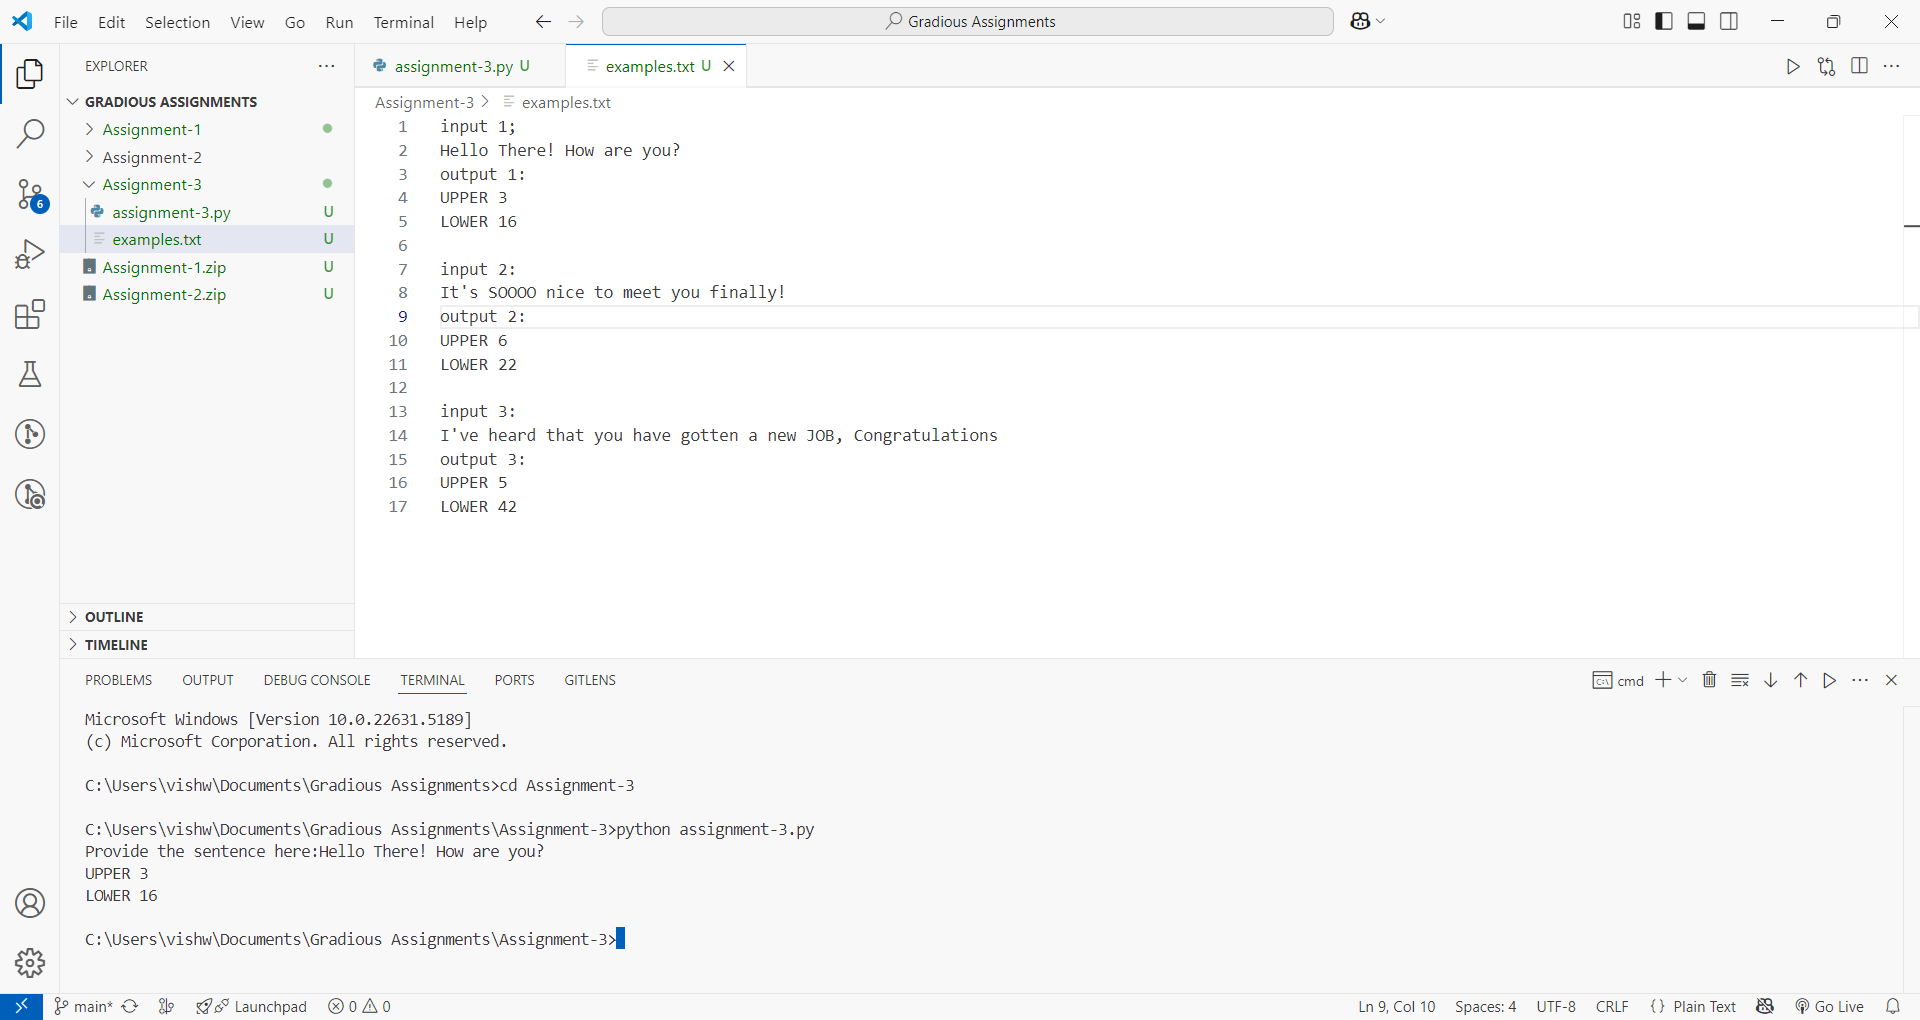 File Edit Selection View Go Run Terminal Help
Gradious Assignments
EXPLORER
GRADIOUS ASSIGNMENTS
Assignment-1
Assignment-2
Assignment-3
assignment-3.py U
examples.txt U
Assignment-1.zip U
Assignment-2.zip U
OUTLINE
TIMELINE
6
assignment-3.py U
examples.txt U
Assignment-3 > examples.txt
1 input 1;
2 Hello There! How are you?
3 output 1:
4 UPPER 3
5 LOWER 16
6
7 input 2:
8 It's SOOOO nice to meet you finally!
9 output 2:
10 UPPER 6
11 LOWER 22
12
13 input 3:
14 I've heard that you have gotten a new JOB, Congratulations
15 output 3:
16 UPPER 5
17 LOWER 42
PROBLEMS OUTPUT DEBUG CONSOLE TERMINAL PORTS GITLENS
cmd
Microsoft Windows [Version 10.0.22631.5189]
(c) Microsoft Corporation. All rights reserved.
C:\Users\vishw\Documents\Gradious Assignments>cd Assignment-3
C:\Users\vishw\Documents\Gradious Assignments\Assignment-3>python assignment-3.py
Provide the sentence here:Hello There! How are you?
UPPER 3
LOWER 16
C:\Users\vishw\Documents\Gradious Assignments\Assignment-3>
main* Launchpad 0 0
Ln 9, Col 10 Spaces: 4 UTF-8 CRLF {} Plain Text Go Live